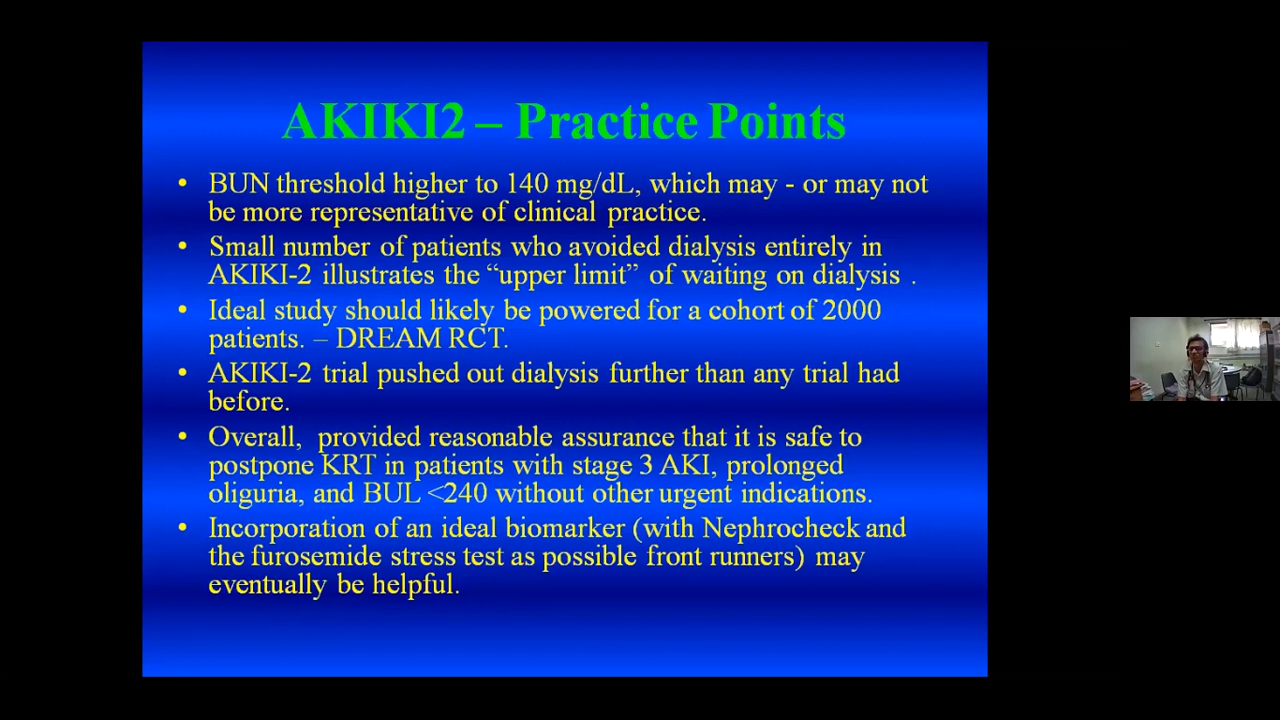 AKIKI2 – Practice Points
• BUN threshold higher to 140 mg/dL, which may - or may not
be more representative of clinical practice.
• Small number of patients who avoided dialysis entirely in
AKIKI-2 illustrates the “upper limit” of waiting on dialysis .
• Ideal study should likely be powered for a cohort of 2000
patients. – DREAM RCT.
• AKIKI-2 trial pushed out dialysis further than any trial had
before.
• Overall, provided reasonable assurance that it is safe to
postpone KRT in patients with stage 3 AKI, prolonged
oliguria, and BUL <240 without other urgent indications.
• Incorporation of an ideal biomarker (with Nephrocheck and
the furosemide stress test as possible front runners) may
eventually be helpful.